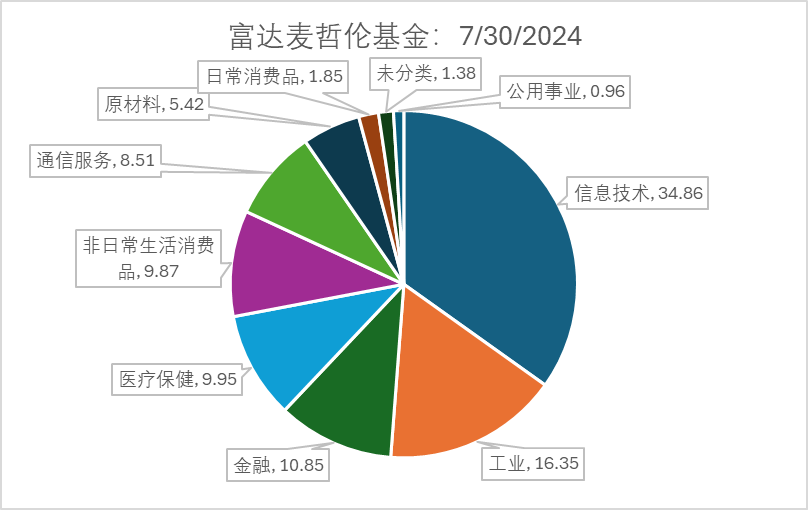 富达麦哲伦基金：7/30/2024
日常消费品, 1.85
未分类, 1.38
公用事业, 0.96
原材料, 5.42
通信服务, 8.51
信息技术, 34.86
非日常生活消费
品, 9.87
医疗保健, 9.95
金融, 10.85
工业, 16.35